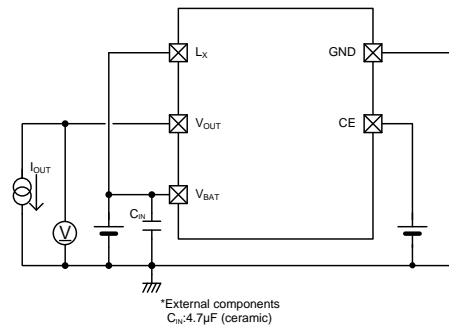 Lx
GND
VOUT
CE
IOUT
V
CIN
VBAT
*External components
CIN:4.7µF (ceramic)